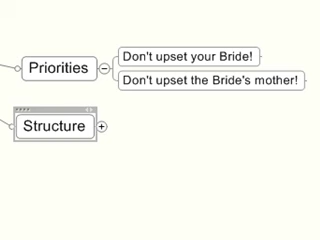 Priorities
Don't upset your Bride!
Don't upset the Bride's mother!
Structure